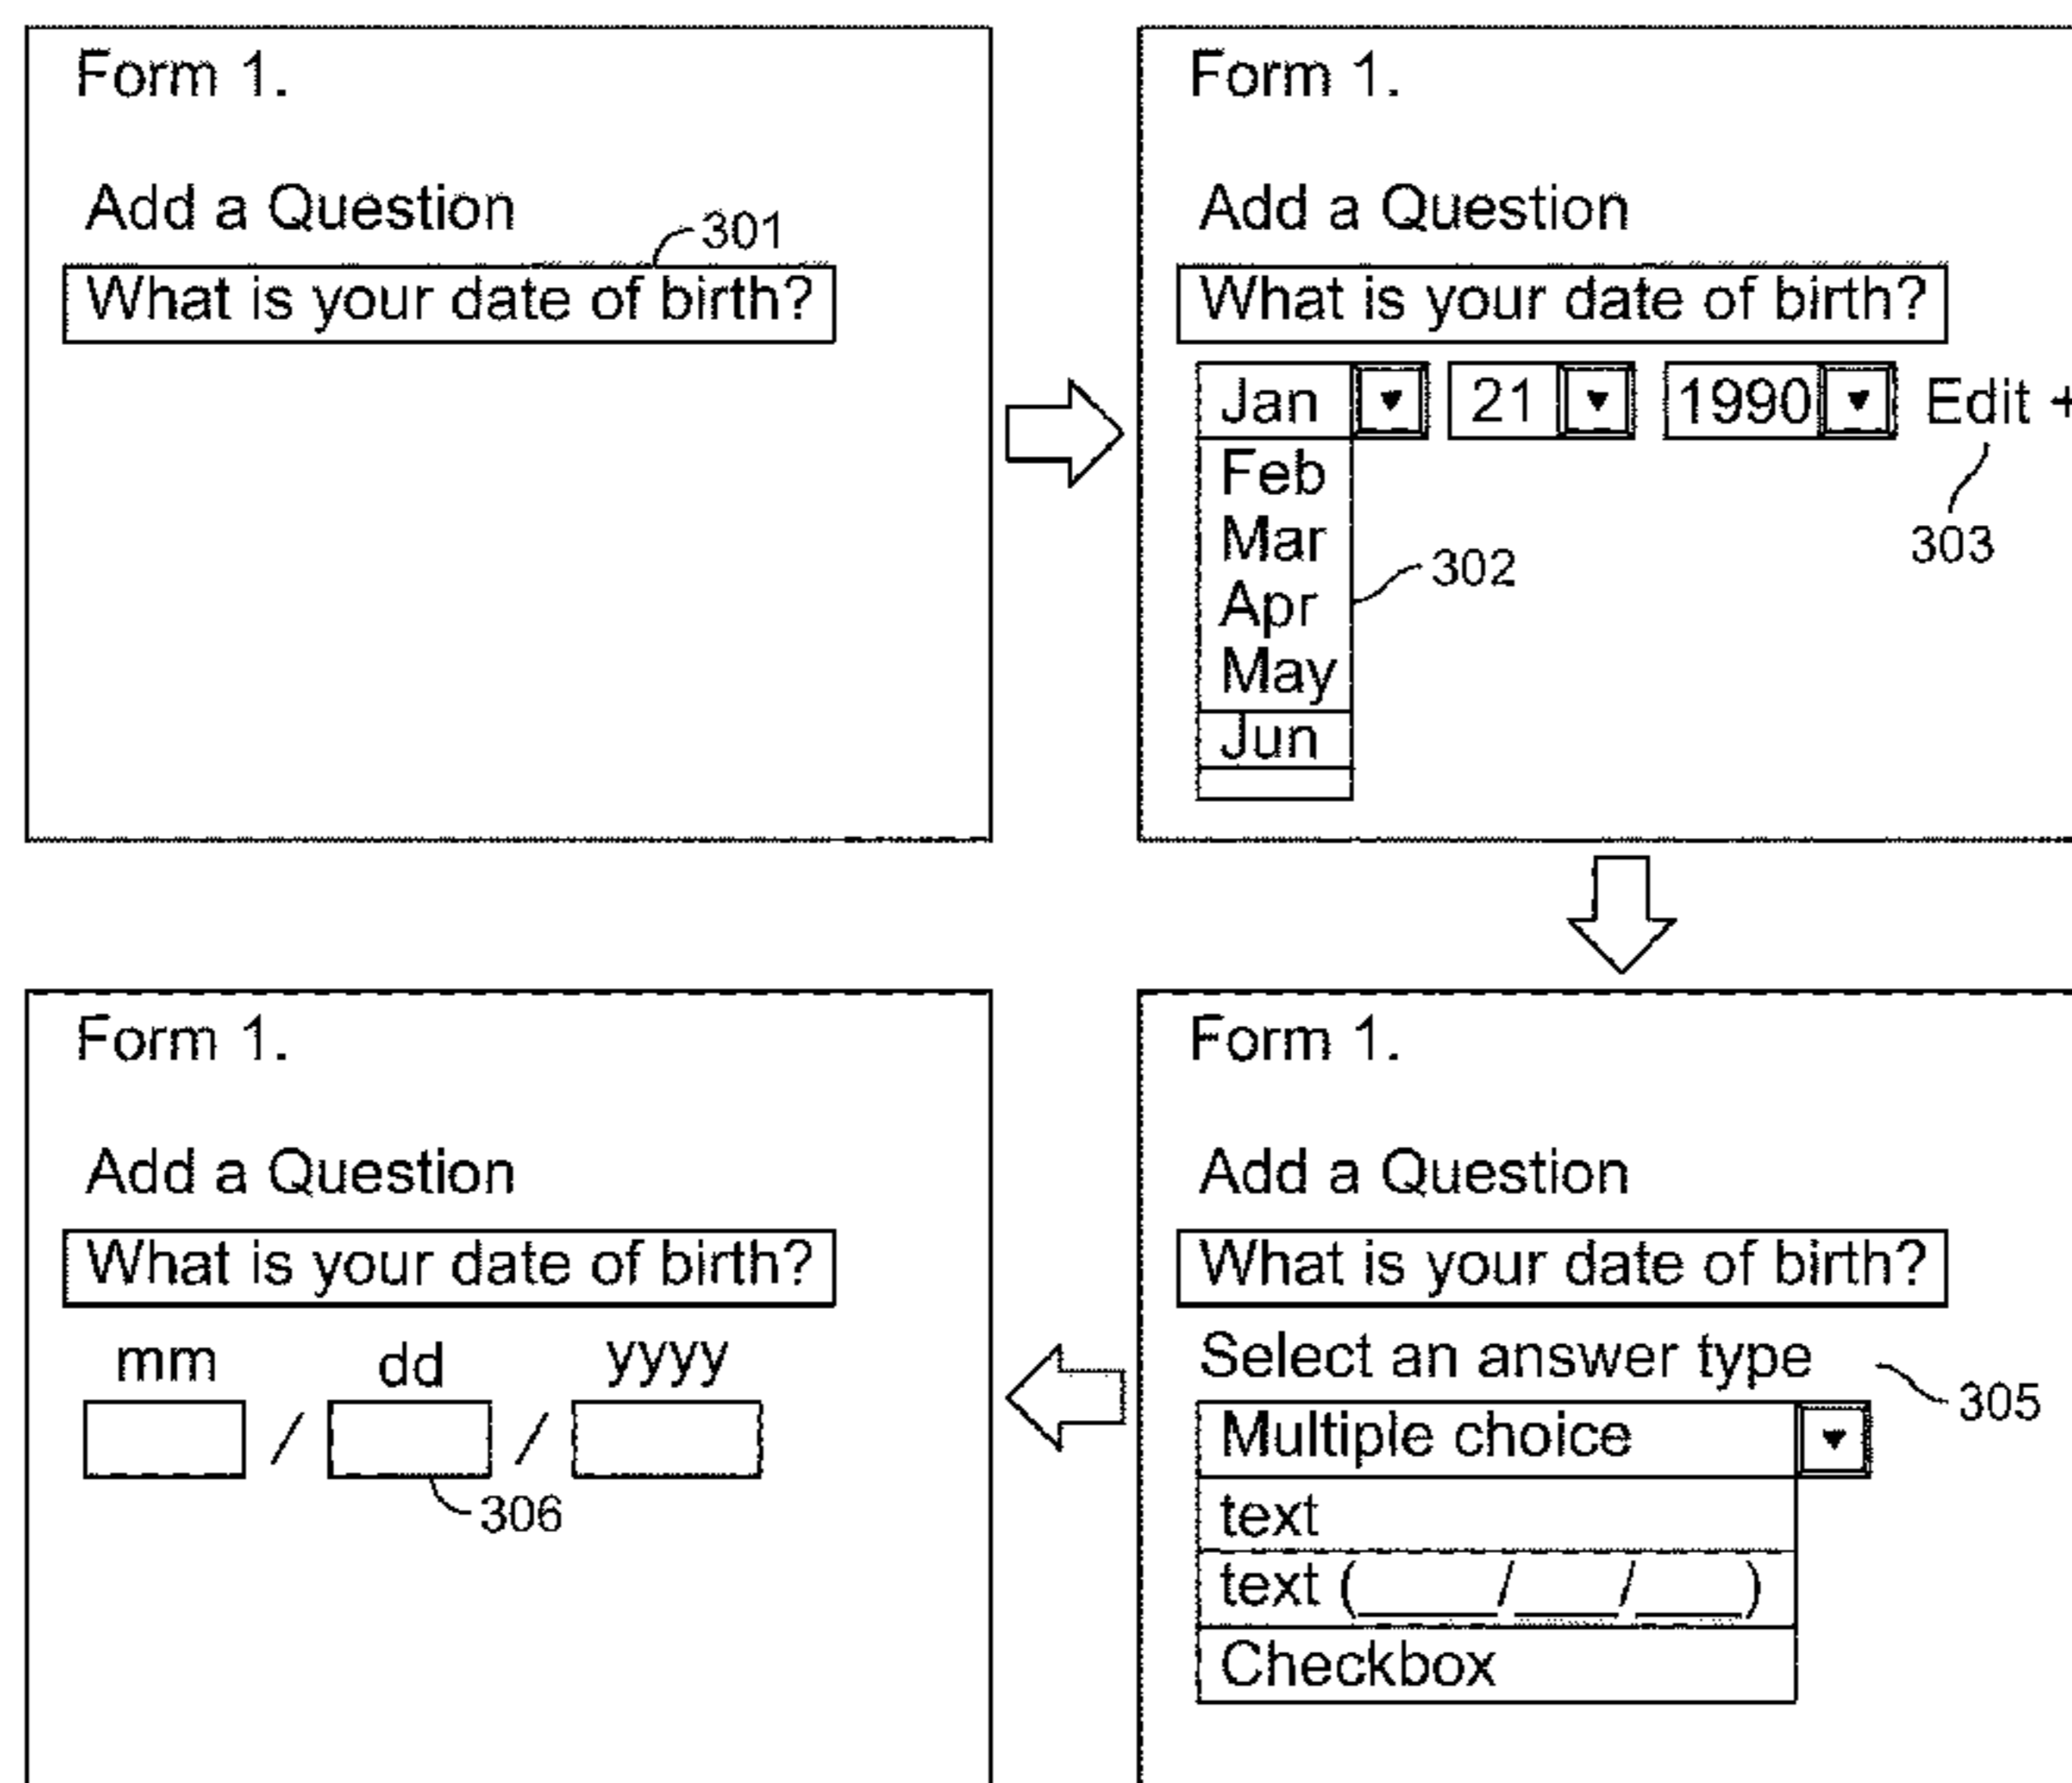 Form 1.
Add a Question
301
What is your date of birth?
Form 1.
Add a Question
What is your date of birth?
Jan 21 1990 Edit +
Feb
Mar
Apr
May
Jun
302
303
Form 1.
Add a Question
What is your date of birth?
Select an answer type
305
Multiple choice
text
text (___/___/___)
Checkbox
Form 1.
Add a Question
What is your date of birth?
mm dd yyyy
/ /
306